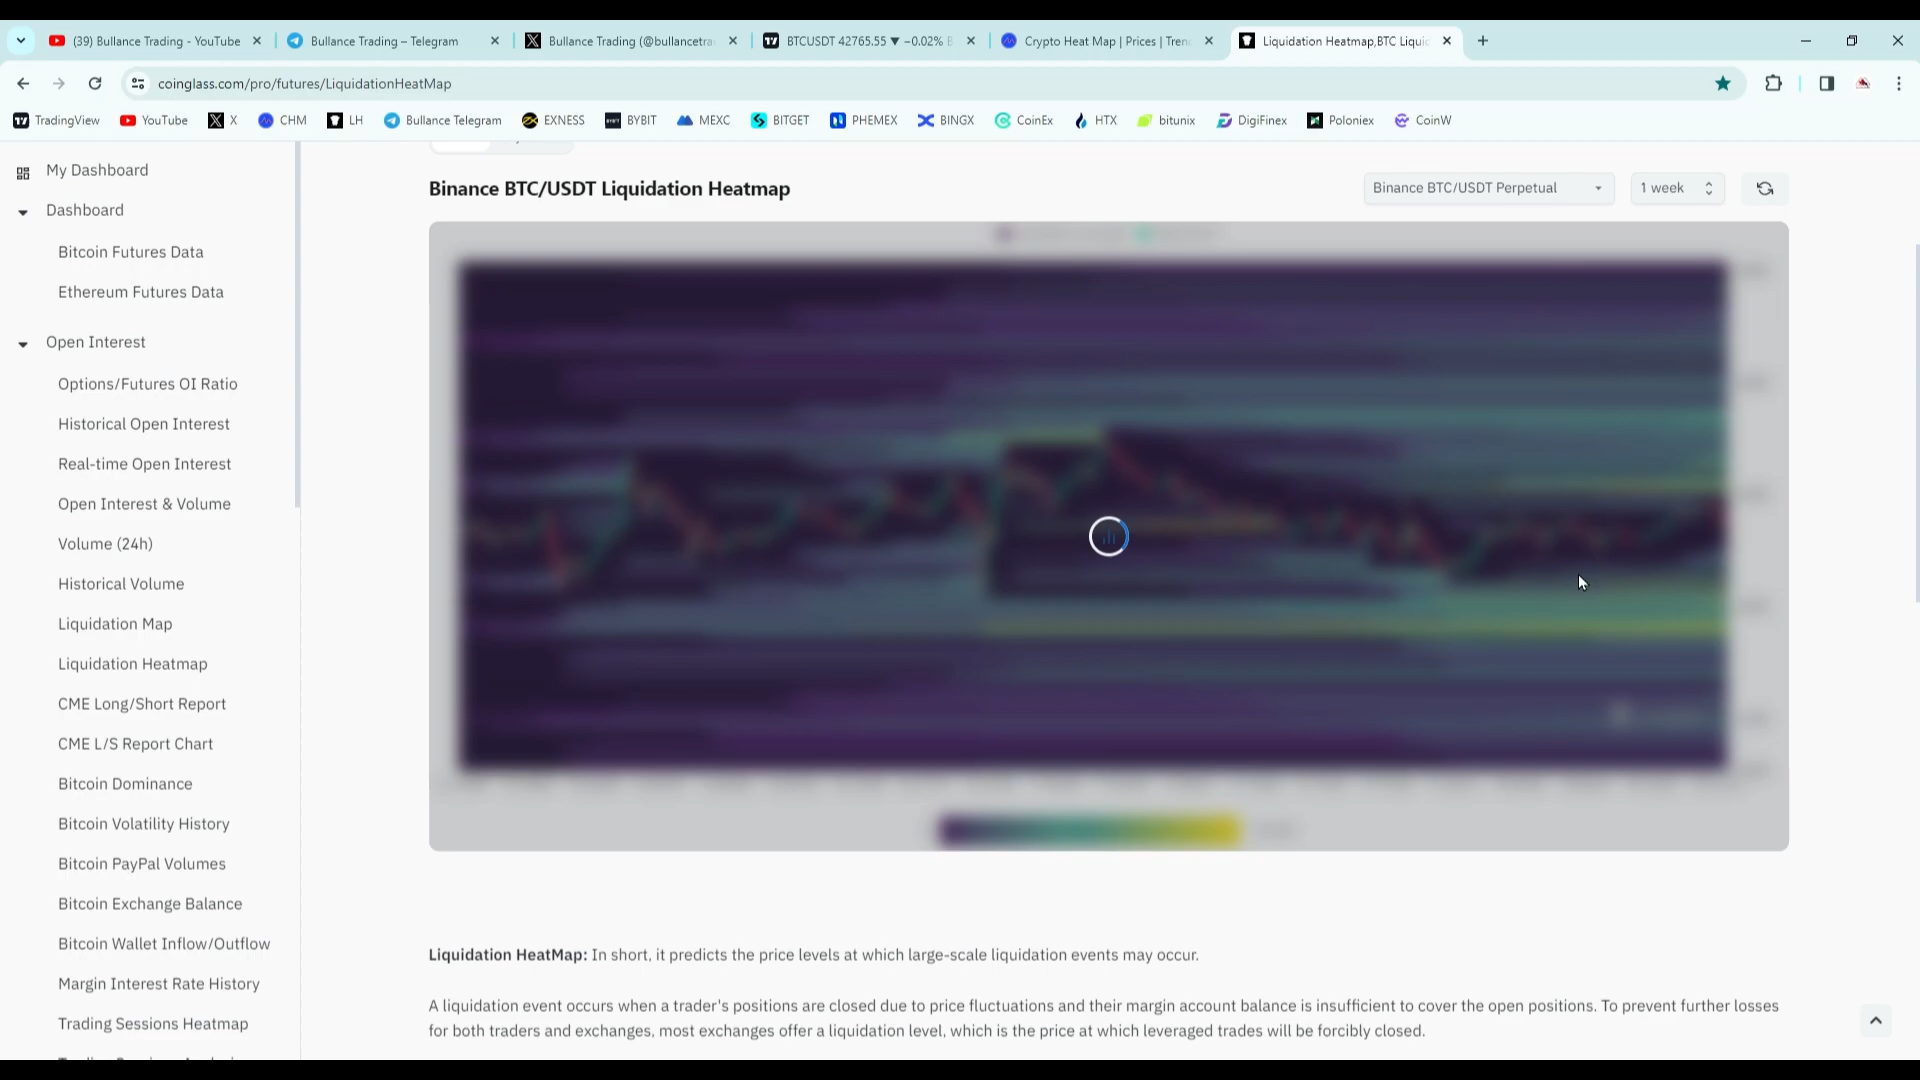 (39) Bullance Trading - YouTube
Bullance Trading – Telegram
Bullance Trading (@bullancetra
BTCUSDT 42765.55 ▼ −0.02% B
Crypto Heat Map | Prices | Tren
Liquidation Heatmap,BTC Liquic
coinglass.com/pro/futures/LiquidationHeatMap
TradingView
YouTube
X
CHM
LH
Bullance Telegram
EXNESS
BYBIT
MEXC
BITGET
PHEMEX
BINGX
CoinEx
HTX
bitunix
DigiFinex
Poloniex
CoinW
My Dashboard
Dashboard
Bitcoin Futures Data
Ethereum Futures Data
Open Interest
Options/Futures OI Ratio
Historical Open Interest
Real-time Open Interest
Open Interest & Volume
Volume (24h)
Historical Volume
Liquidation Map
Liquidation Heatmap
CME Long/Short Report
CME L/S Report Chart
Bitcoin Dominance
Bitcoin Volatility History
Bitcoin PayPal Volumes
Bitcoin Exchange Balance
Bitcoin Wallet Inflow/Outflow
Margin Interest Rate History
Trading Sessions Heatmap
Binance BTC/USDT Liquidation Heatmap
Binance BTC/USDT Perpetual
1 week
Liquidation HeatMap: In short, it predicts the price levels at which large-scale liquidation events may occur.
A liquidation event occurs when a trader's positions are closed due to price fluctuations and their margin account balance is insufficient to cover the open positions. To prevent further losses
for both traders and exchanges, most exchanges offer a liquidation level, which is the price at which leveraged trades will be forcibly closed.